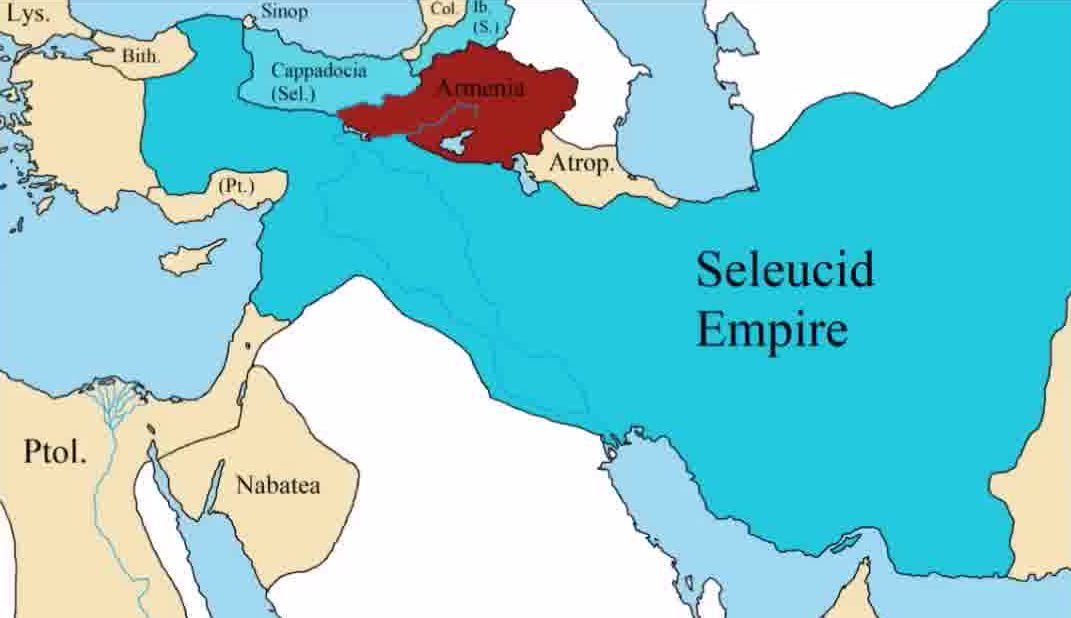 Lys.
Sinop
Col.
Ib.
(S.)
Bith.
Cappadocia
(Sel.)
Armenia
Atrop.
(Pt.)
Seleucid
Empire
Ptol.
Nabatea